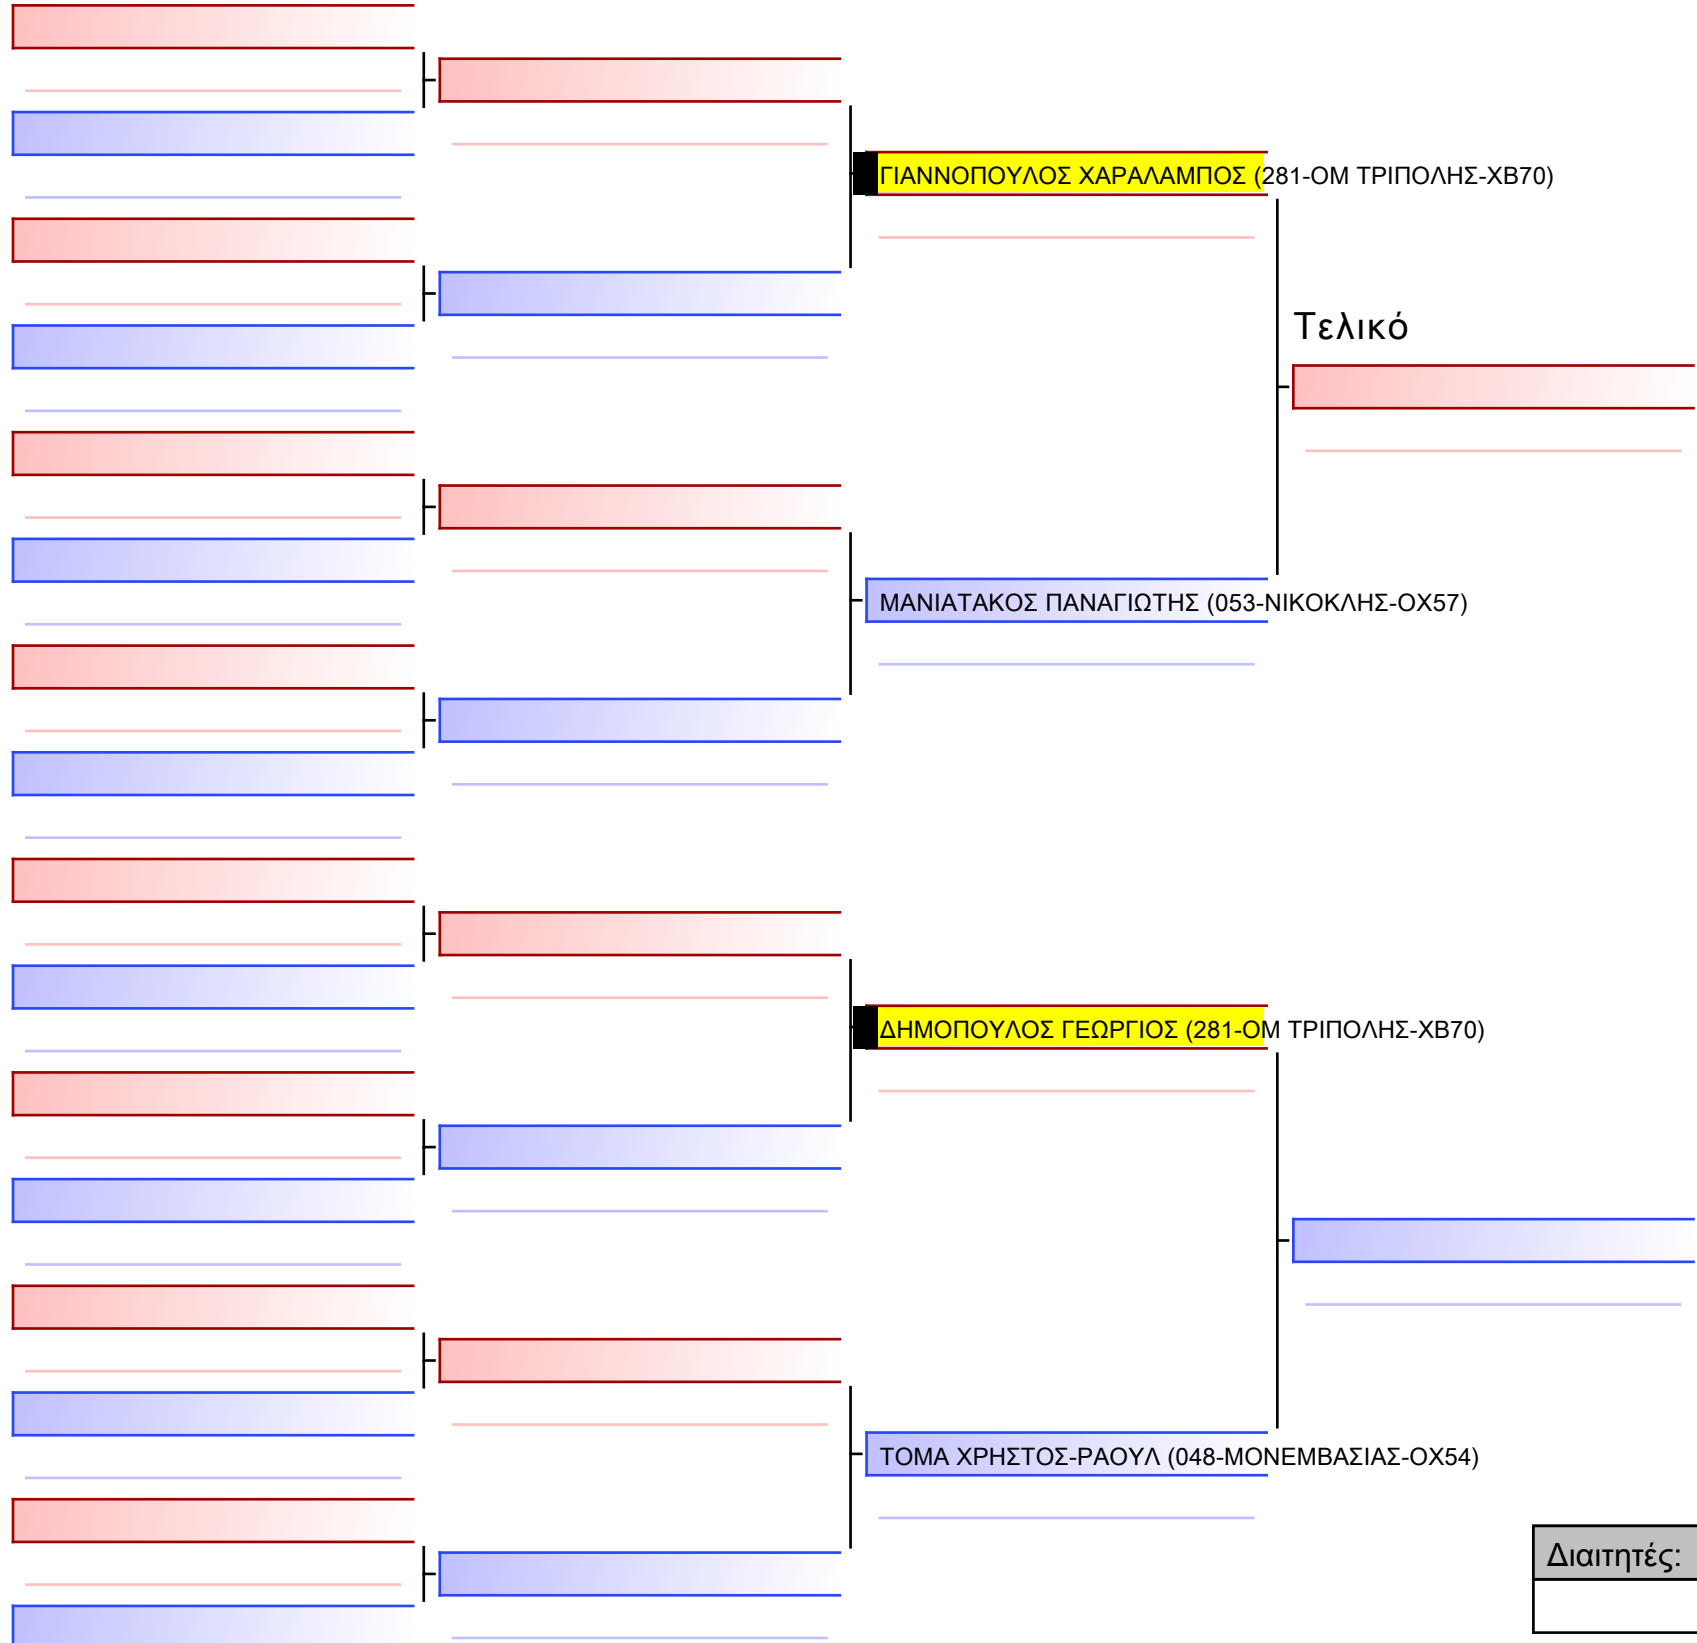 ΓΙΑΝΝΟΠΟΥΛΟΣ ΧΑΡΑΛΑΜΠΟΣ (281-ΟΜ ΤΡΙΠΟΛΗΣ-ΧΒ70)
Τελικό
ΜΑΝΙΑΤΑΚΟΣ ΠΑΝΑΓΙΩΤΗΣ (053-ΝΙΚΟΚΛΗΣ-ΟΧ57)
ΔΗΜΟΠΟΥΛΟΣ ΓΕΩΡΓΙΟΣ (281-ΟΜ ΤΡΙΠΟΛΗΣ-ΧΒ70)
ΤΟΜΑ ΧΡΗΣΤΟΣ-ΡΑΟΥΛ (048-ΜΟΝΕΜΒΑΣΙΑΣ-ΟΧ54)
Διαιτητές: